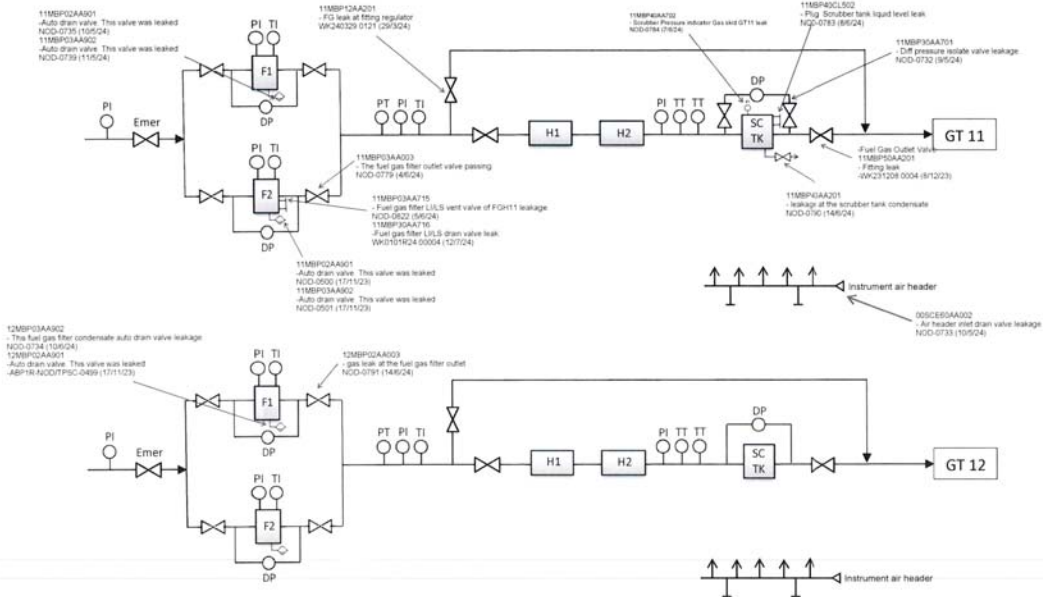 11MBP02AA901
-Auto drain valve. This valve was leaked
NOD-0735 (10/5/24)
11MBP03AA902
-Auto drain valve. This valve was leaked
NOD-0739 (11/5/24)
11MBP12AA201
- FG leak at fitting regulator
WK240329 0121 (29/3/24)
11MBP40AA702
- Scrubber Pressure indicator Gas skid GT11 leak
NOD-0784 (7/6/24)
11MBP40CL502
- Plug Scrubber tank liquid level leak
NOD-0783 (8/6/24)
11MBP30AA701
- Diff pressure isolate valve leakage
NOD-0732 (9/5/24)
PI TI
F1
DP
PI
Emer
PT PI TI
H1
H2
PI TT TT
DP
SC
TK
GT 11
-Fuel Gas Outlet Valve
11MBP50AA201
- Fitting leak
-WK231208 0004 (8/12/23)
11MBP03AA003
- The fuel gas filter outlet valve passing
NOD-0779 (4/6/24)
PI TI
F2
DP
11MBP03AA715
- Fuel gas filter LI/LS vent valve of FGH11 leakage
NOD-0822 (5/6/24)
11MBP30AA716
-Fuel gas filter LI/LS drain valve leak
WK0101R24 00004 (12/7/24)
-leakage at the scrubber tank condensate
NOD-0790 (14/6/24)
11MBP02AA901
-Auto drain valve. This valve was leaked
NOD-0500 (17/11/23)
11MBP03AA902
-Auto drain valve. This valve was leaked
NOD-0501 (17/11/23)
Instrument air header
00SCE60AA002
- Air header inlet drain valve leakage
NOD-0733 (10/5/24)
12MBP03AA902
- This fuel gas filter condensate auto drain valve leakage
NOD-0734 (10/6/24)
12MBP02AA901
-Auto drain valve. This valve was leaked
-ABP1R-NOD/TPSC-0499 (17/11/23)
12MBP02AA003
- gas leak at the fuel gas filter outlet
NOD-0791 (14/6/24)
PI TI
F1
DP
PI
Emer
PT PI TI
H1
H2
PI TT TT
DP
SC
TK
GT 12
PI TI
F2
DP
Instrument air header